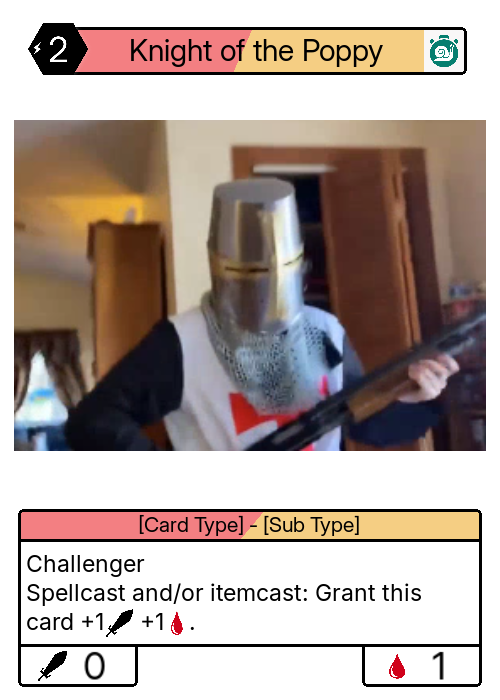 2 Knight of the Poppy
[Card Type] - [Sub Type]
Challenger
Spellcast and/or itemcast: Grant this
card +1 +1 .
0 1